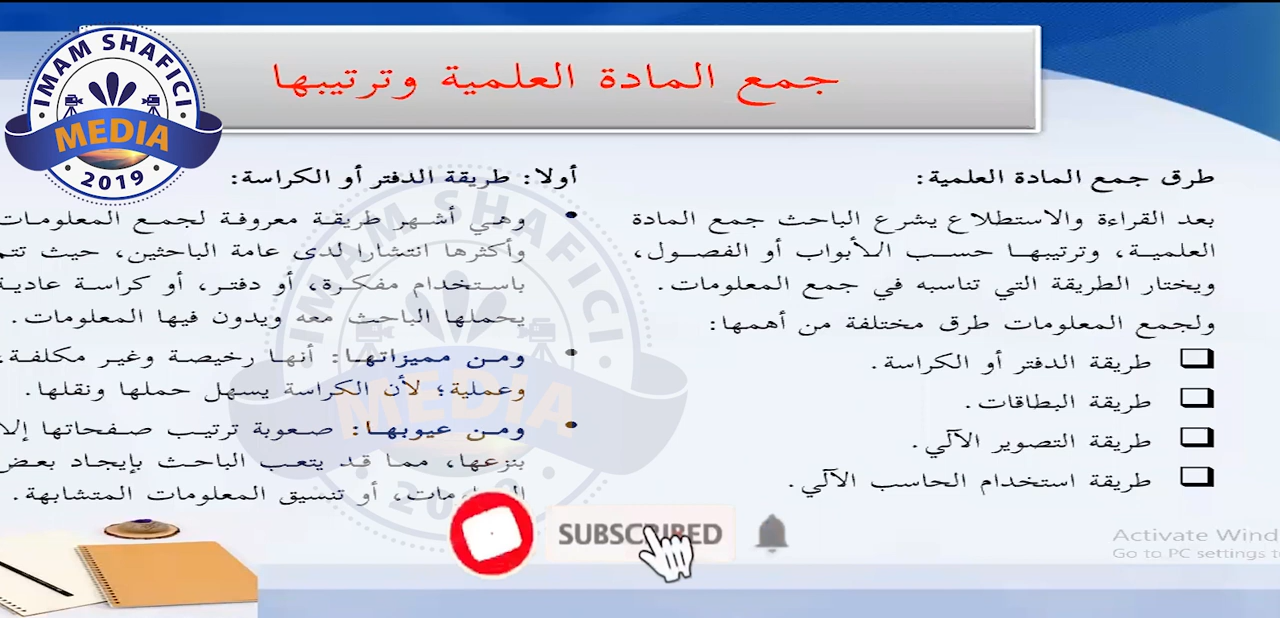 IMAM SHAFICI
MEDIA
2019
جمع المادة العلمية وترتيبها
طرق جمع المادة العلمية:
بعد القراءة والاستطلاع يشرع الباحث جمع المادة
العلمية، وترتيبها حسب الأبواب أو الفصول،
ويختار الطريقة التي تناسبه في جمع المعلومات.
ولجمع المعلومات طرق مختلفة من أهمها:
طريقة الدفتر أو الكراسة.
طريقة البطاقات.
طريقة التصوير الآلي.
طريقة استخدام الحاسب الآلي.
أولا: طريقة الدفتر أو الكراسة:
وهي أشهر طريقة معروفة لجمع المعلومات
وأكثرها انتشارا لدى عامة الباحثين، حيث
باستخدام مفكرة، أو دفتر، أو كراسة عادية
يحملها الباحث معه ويدون فيها المعلومات.
ومن مميزاتها: أنها رخيصة وغير مكلفة،
وعملية؛ لأن الكراسة يسهل حملها ونقلها.
ومن عيوبها: صعوبة ترتيب صفحاتها إلا
بنزعها، مما قد يتعب الباحث بإيجاد بعض
أو تنسيق المعلومات المتشابهة.
IMAM SHAFICI
MEDIA
SUBSCRIBED
Activate Wind
Go to PC settings t